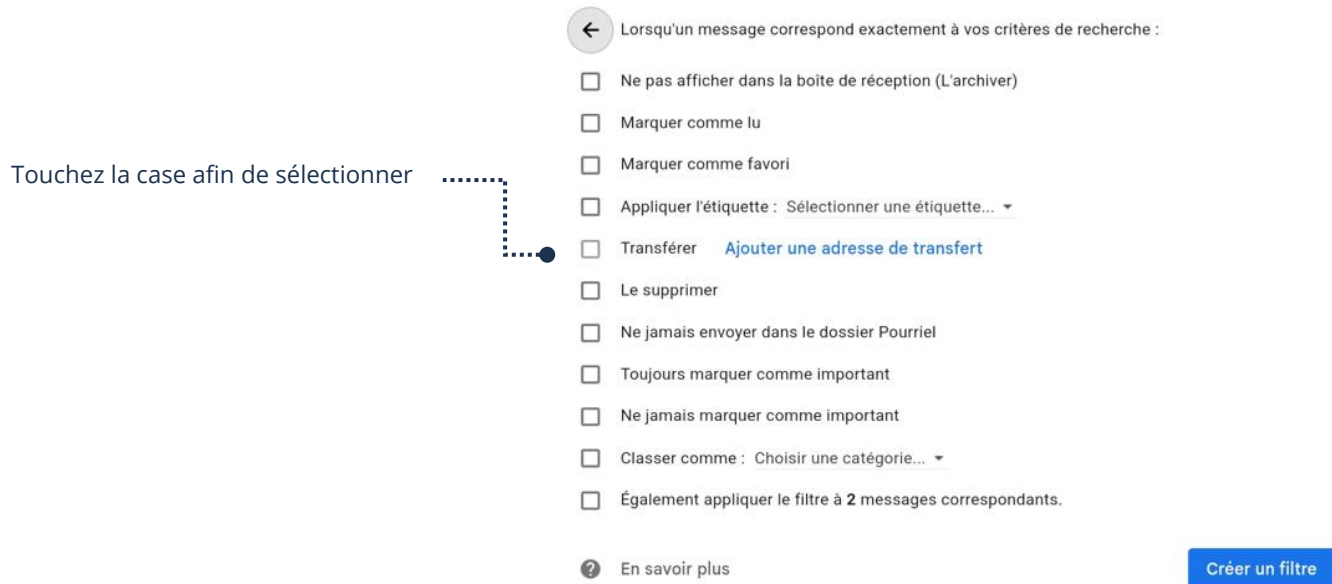 Lorsqu'un message correspond exactement à vos critères de recherche :
Ne pas afficher dans la boîte de réception (L'archiver)
Marquer comme lu
Marquer comme favori
Touchez la case afin de sélectionner
Appliquer l'étiquette : Sélectionner une étiquette...
Transférer Ajouter une adresse de transfert
Le supprimer
Ne jamais envoyer dans le dossier Pourriel
Toujours marquer comme important
Ne jamais marquer comme important
Classer comme : Choisir une catégorie...
Également appliquer le filtre à 2 messages correspondants.
En savoir plus
Créer un filtre